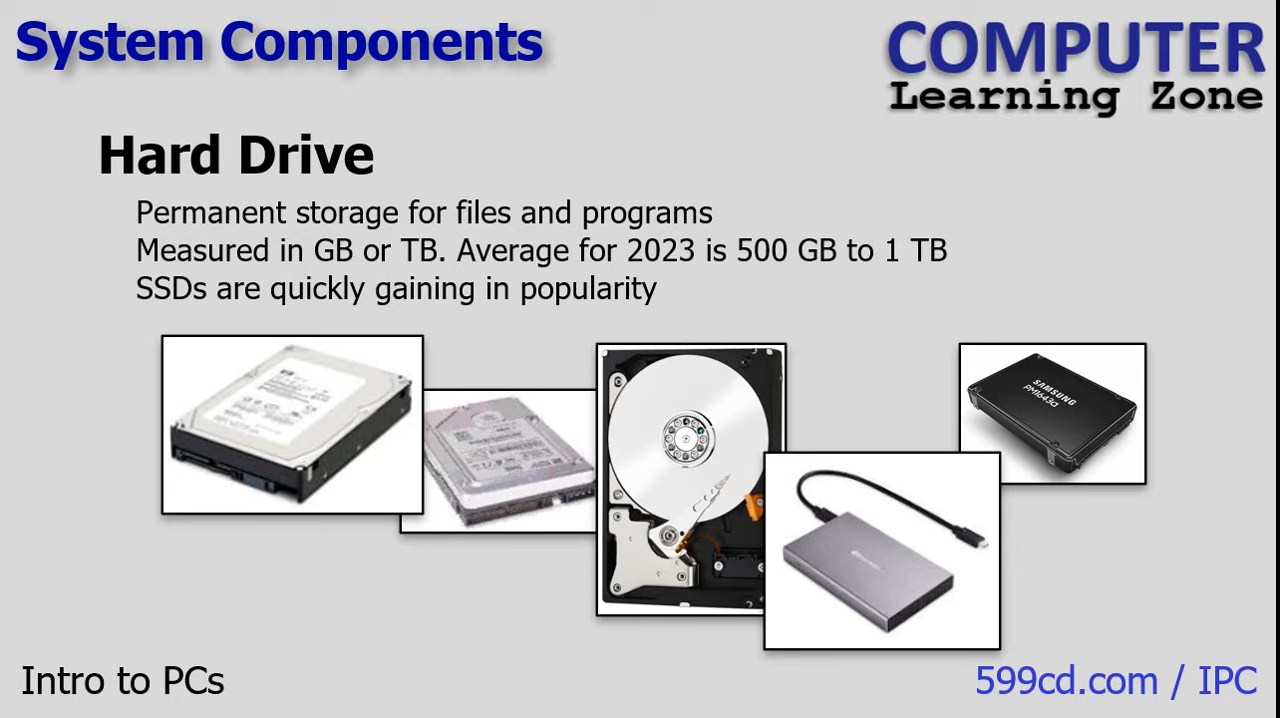 System Components
COMPUTER
Learning Zone
Hard Drive
Permanent storage for files and programs
Measured in GB or TB. Average for 2023 is 500 GB to 1 TB
SSDs are quickly gaining in popularity
SAMSUNG
PM1643a
Intro to PCs
599cd.com / IPC